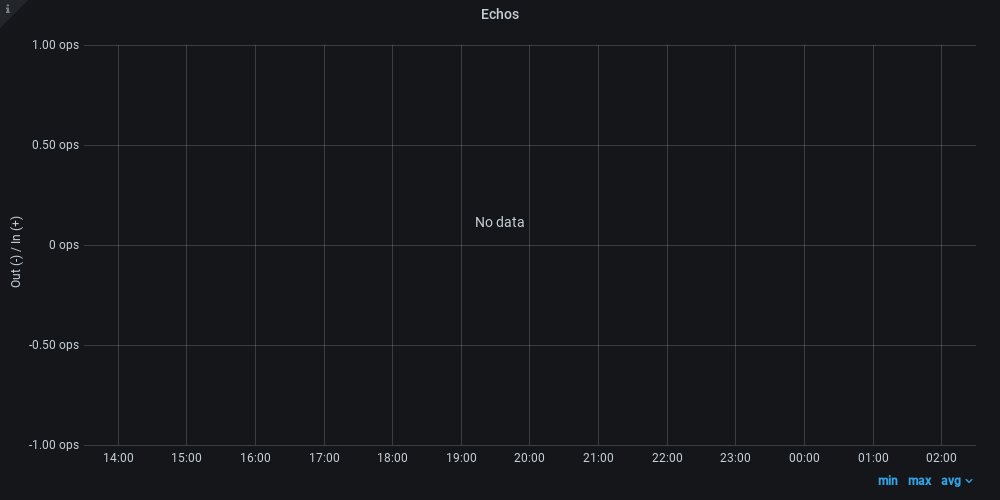 i
Echos
1.00 ops
0.50 ops
0 ops
-0.50 ops
-1.00 ops
Out (-) / In (+)
No data
14:00 15:00 16:00 17:00 18:00 19:00 20:00 21:00 22:00 23:00 00:00 01:00 02:00
min max avg